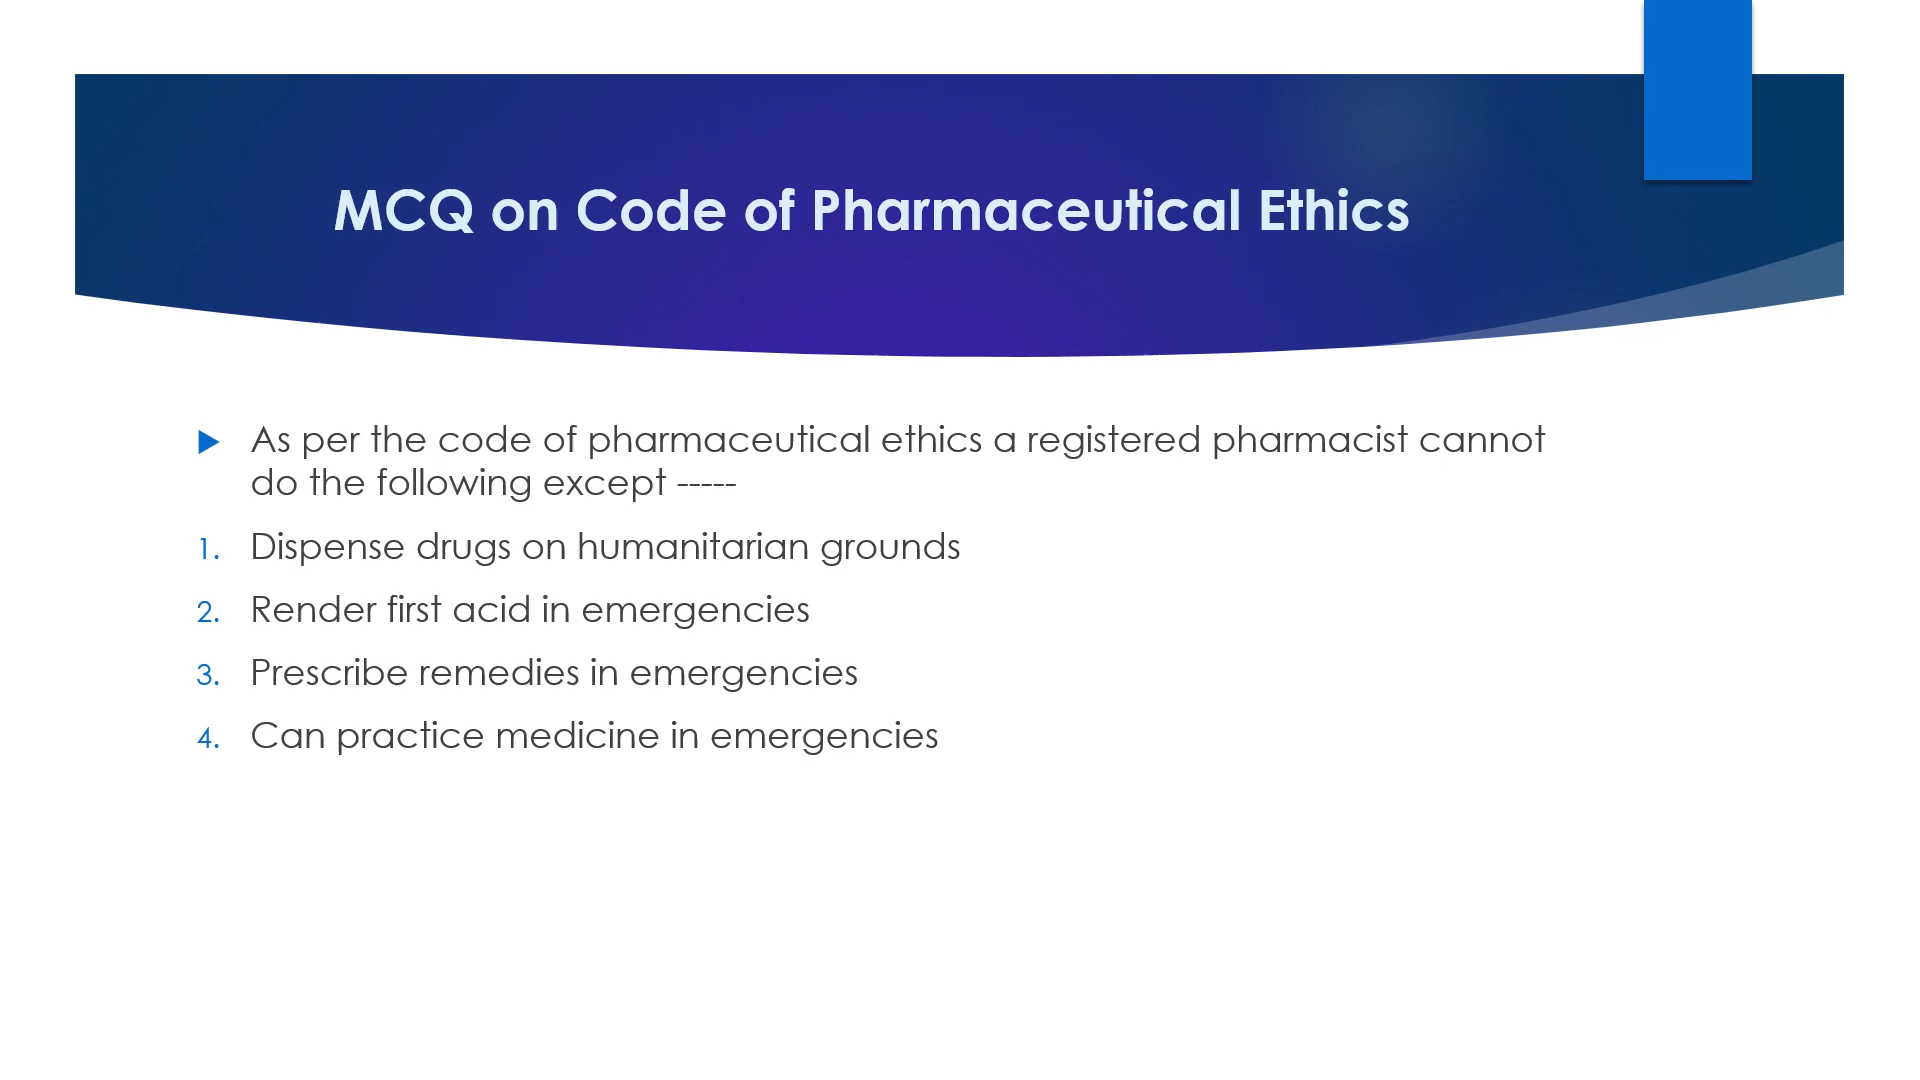 MCQ on Code of Pharmaceutical Ethics
As per the code of pharmaceutical ethics a registered pharmacist cannot
do the following except -----
1. Dispense drugs on humanitarian grounds
2. Render first acid in emergencies
3. Prescribe remedies in emergencies
4. Can practice medicine in emergencies